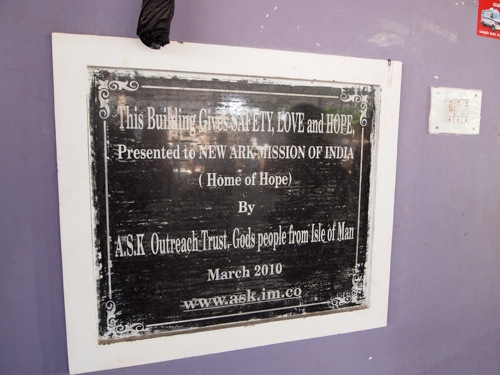 This Building Gives SAFETY, LOVE and HOPE,
Presented to NEW ARK MISSION OF INDIA
( Home of Hope)
By
A.S.K Outreach Trust, Gods people from Isle of Man
March 2010
www.ask.im.co